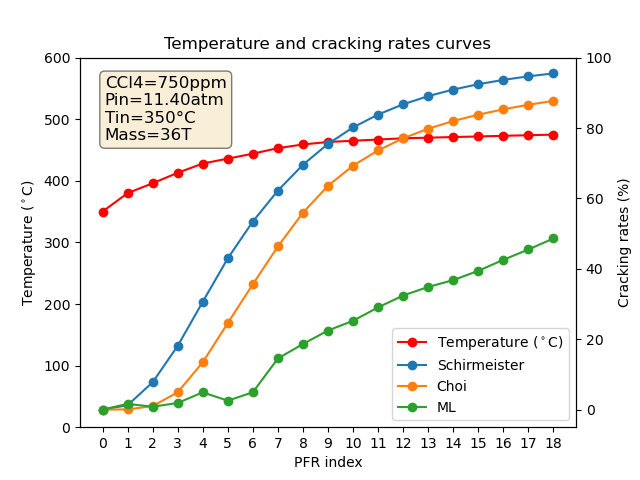 Temperature and cracking rates curves
CCl4=750ppm
Pin=11.40atm
Tin=350°C
Mass=36T
Temperature (°C)
600
500
400
300
200
100
0
100
80
60
40
20
0
Cracking rates (%)
Temperature (°C)
Schirmeister
Choi
ML
0 1 2 3 4 5 6 7 8 9 10 11 12 13 14 15 16 17 18
PFR index